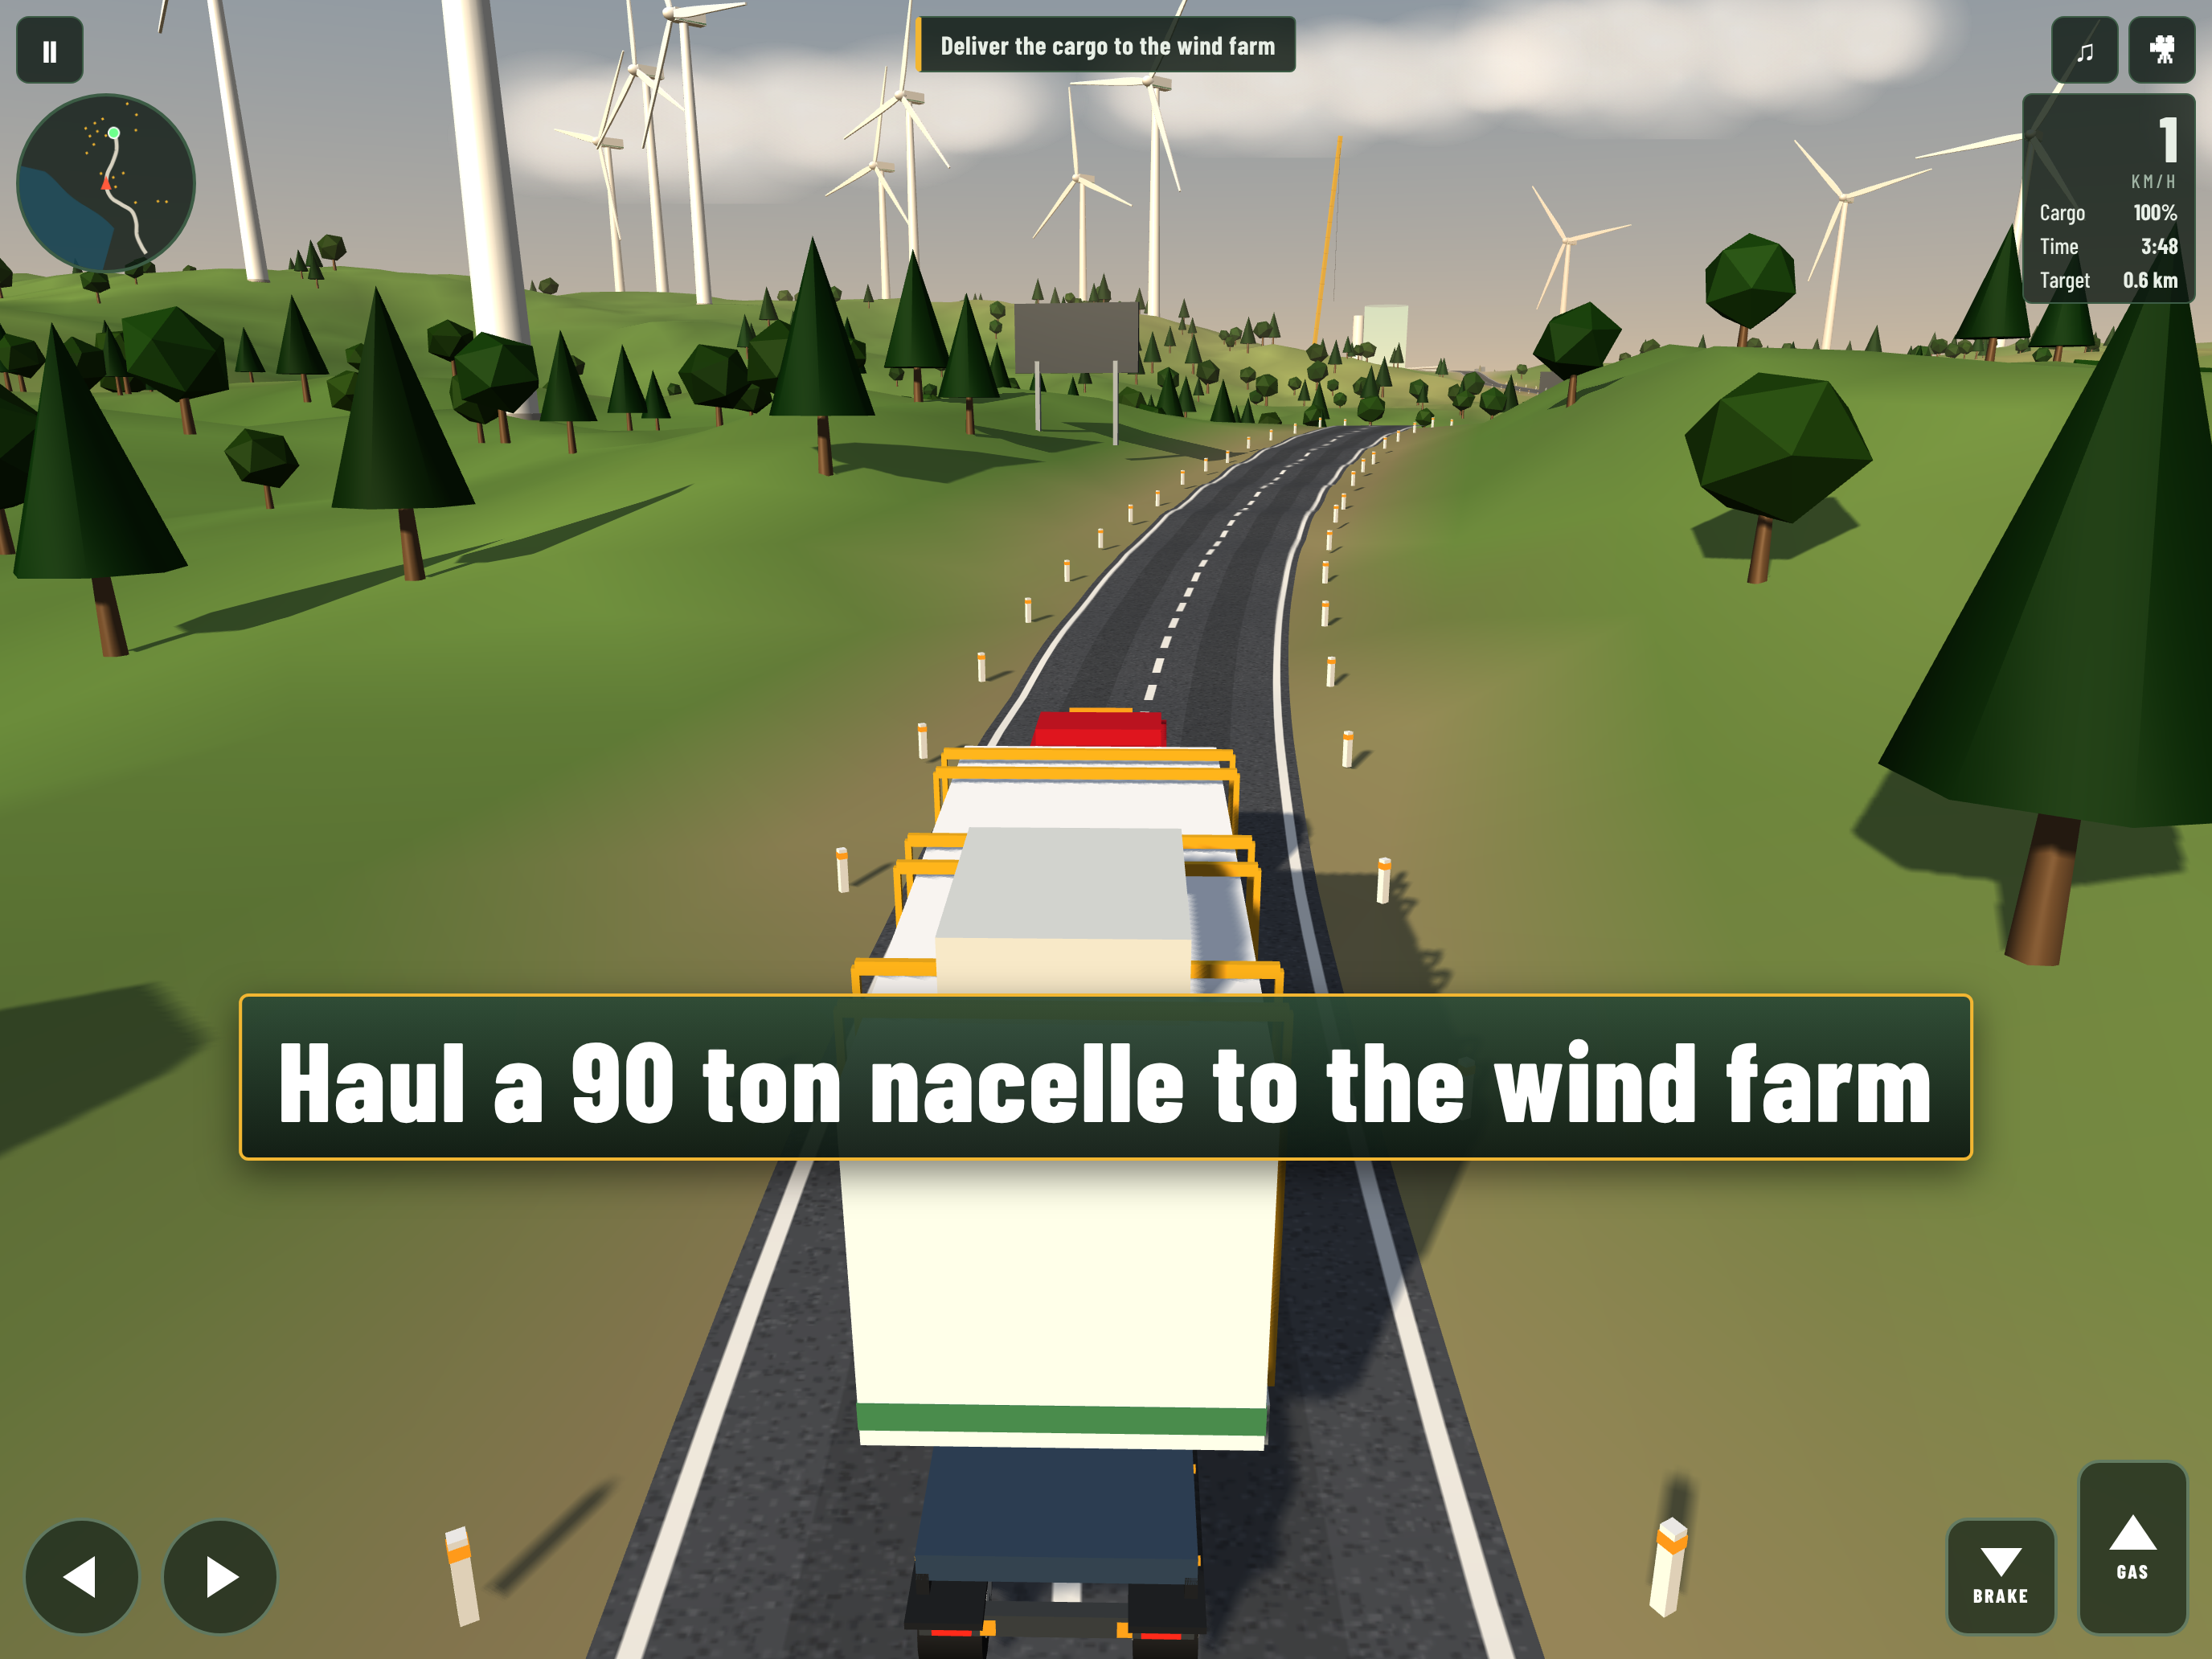 Deliver the cargo to the wind farm
1
KM/H
Cargo 100%
Time 3:48
Target 0.6 km
Haul a 90 ton nacelle to the wind farm
BRAKE
GAS